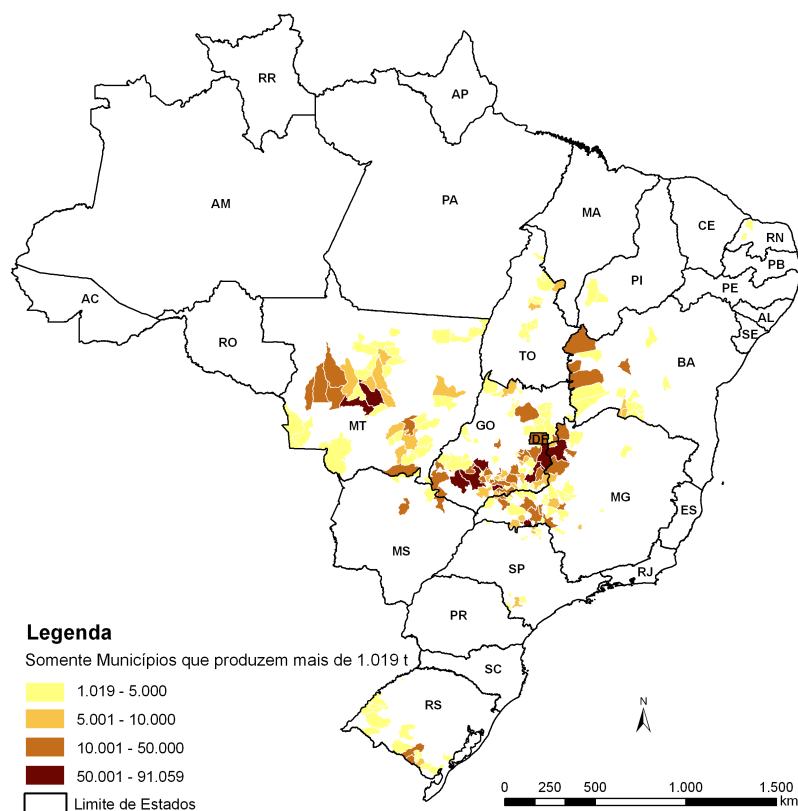 RR
AP
AM
PA
MA
CE
RN
PB
PI
PE
AL
SE
AC
RO
TO
BA
MT
GO
DF
MG
ES
MS
SP
RJ
PR
SC
RS
Legenda
Somente Municípios que produzem mais de 1.019 t
1.019 - 5.000
5.001 - 10.000
10.001 - 50.000
50.001 - 91.059
Limite de Estados
N
0 250 500 1.000 1.500
km